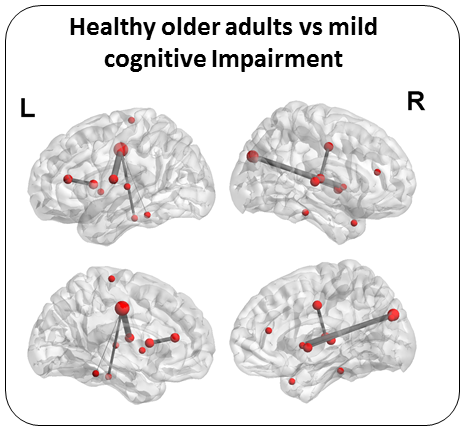 Healthy older adults vs mild
cognitive Impairment
L
R